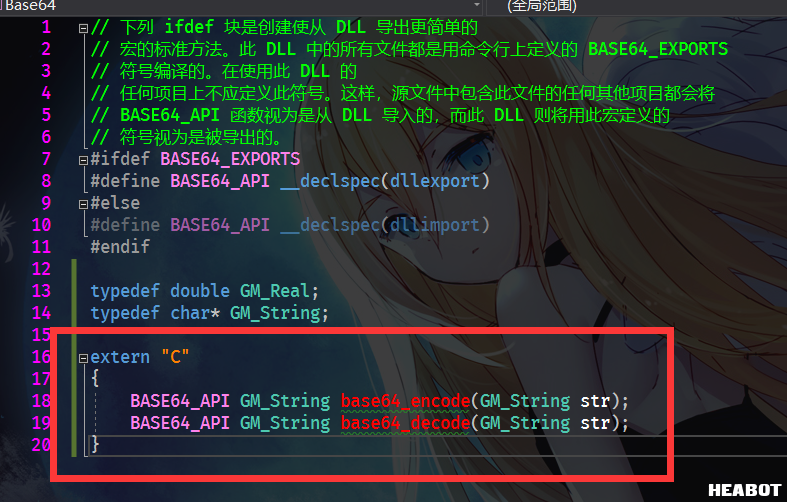 Base64
(全局范围)
1 // 下列 ifdef 块是创建使从 DLL 导出更简单的
2 // 宏的标准方法。此 DLL 中的所有文件都是用命令行上定义的 BASE64_EXPORTS
3 // 符号编译的。在使用此 DLL 的
4 // 任何项目上不应定义此符号。这样，源文件中包含此文件的任何其他项目都会将
5 // BASE64_API 函数视为是从 DLL 导入的，而此 DLL 则将用此宏定义的
6 // 符号视为是被导出的。
7 #ifdef BASE64_EXPORTS
8 #define BASE64_API __declspec(dllexport)
9 #else
10 #define BASE64_API __declspec(dllimport)
11 #endif
12
13 typedef double GM_Real;
14 typedef char* GM_String;
15
16 extern "C"
17 {
18 BASE64_API GM_String base64_encode(GM_String str);
19 BASE64_API GM_String base64_decode(GM_String str);
20 }
HEABOT